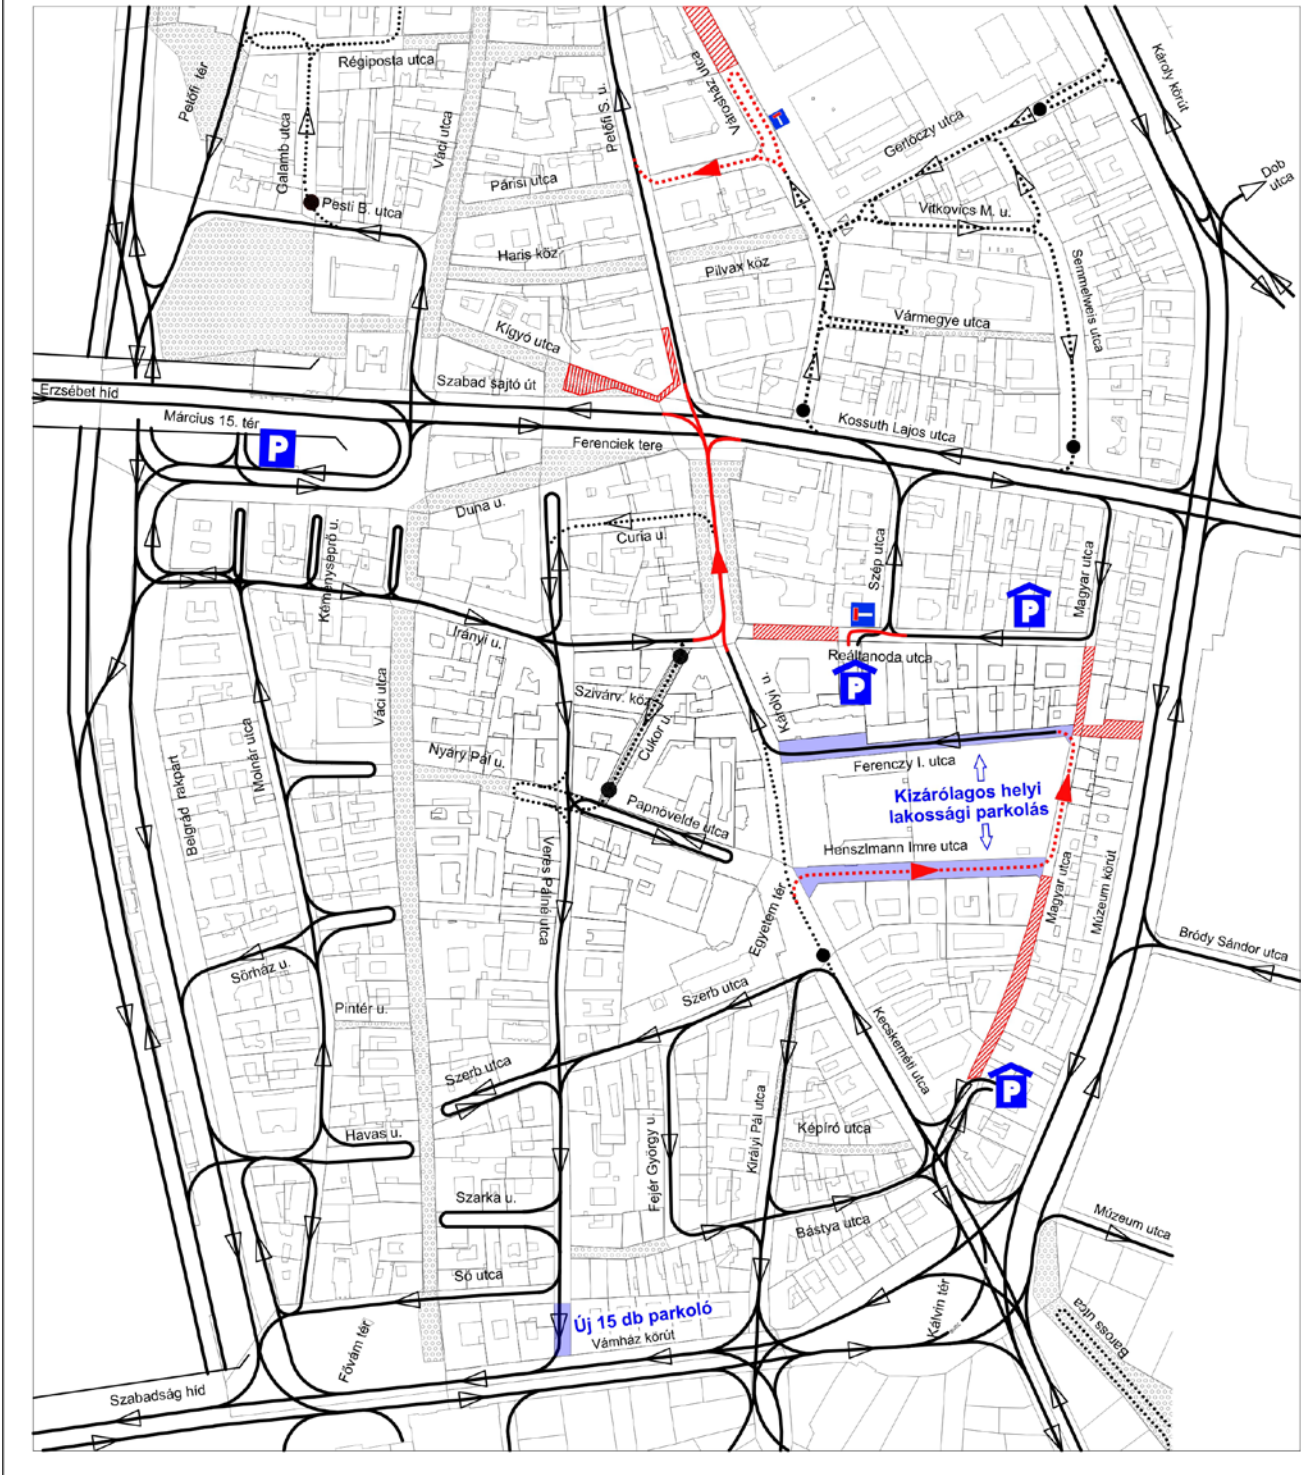 Régiposta utca
Petőfi tér
Galamb utca
Váci utca
Petőfi S. u.
Városház utca
Károly körút
Gerlóczy utca
Dob
utca
Párisi utca
Pesti B. utca
Vitkovics M. u.
Haris köz
Pilvax köz
Semmelweis utca
Vármegye utca
Kígyó utca
Szabad sajtó út
Erzsébet híd
Március 15. tér
P
Ferenciek tere
Kossuth Lajos utca
Duna u.
Curia u.
Kéményseprő u.
Szép utca
Magyar utca
P
Irányi u.
Reáltanoda utca
P
Váci utca
Szivárv. köz
Cukor u.
Károlyi u.
Molnár utca
Nyáry Pál u.
Ferenczy I. utca
Belgrád rakpart
Kizárólagos helyi
lakossági parkolás
Papnövelde utca
Henszlmann Imre utca
Veres Pálné utca
Magyar utca
Múzeum körút
Egyetem tér
Bródy Sándor utca
Sörház u.
Szerb utca
Pintér u.
Kecskeméti utca
Szerb utca
P
Havas u.
Fejér György u.
Királyi Pál utca
Képíró utca
Szarka u.
Bástya utca
Múzeum utca
Só utca
Kálvin tér
Baross utca
Új 15 db parkoló
Vámház körút
Fővám tér
Szabadság híd